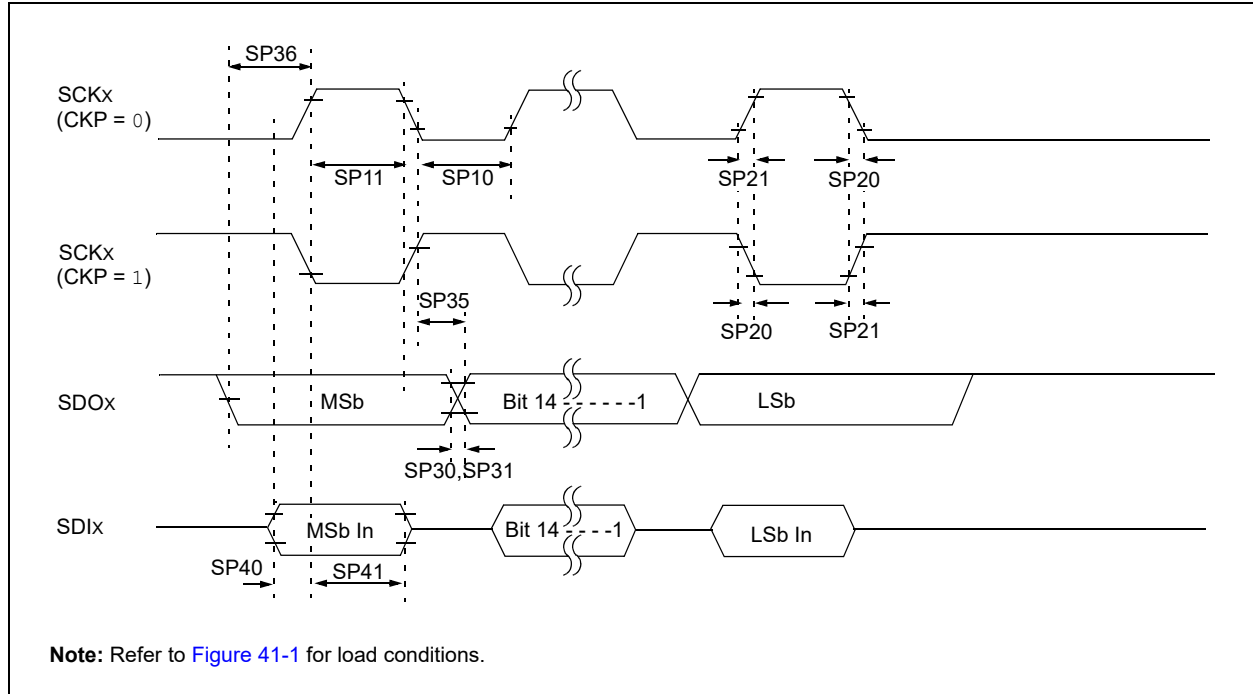 SP36
SCKx
(CKP = 0)
SP11
SP10
SP21
SP20
SCKx
(CKP = 1)
SP35
SP20
SP21
SDOx
MSb
Bit 14 - - - - - -1
LSb
SP30,SP31
SDIx
MSb In
Bit 14 - - - -1
LSb In
SP40
SP41
Note: Refer to Figure 41-1 for load conditions.